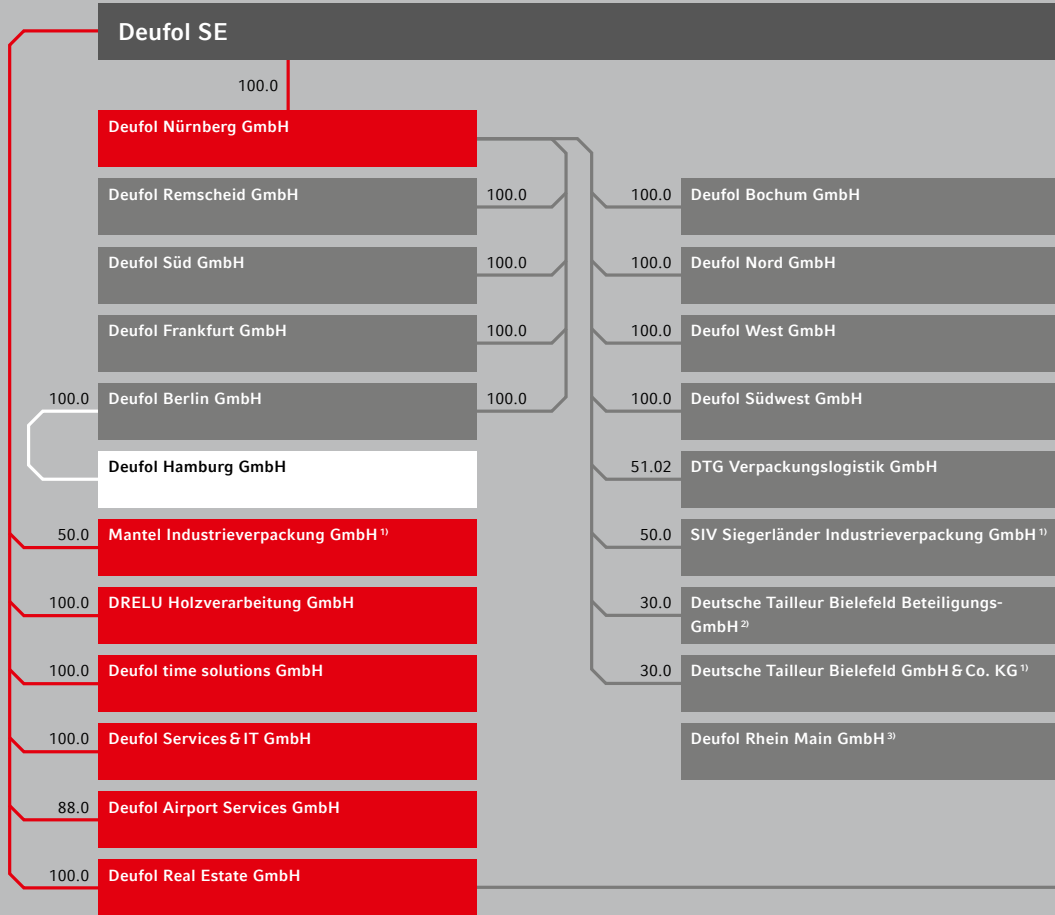 Deufol SE
100.0
Deufol Nürnberg GmbH
Deufol Remscheid GmbH 100.0 100.0 Deufol Bochum GmbH
Deufol Süd GmbH 100.0 100.0 Deufol Nord GmbH
Deufol Frankfurt GmbH 100.0 100.0 Deufol West GmbH
100.0 Deufol Berlin GmbH 100.0 100.0 Deufol Südwest GmbH
Deufol Hamburg GmbH 51.02 DTG Verpackungslogistik GmbH
50.0 Mantel Industrieverpackung GmbH 1) 50.0 SIV Siegerländer Industrieverpackung GmbH 1)
100.0 DRELU Holzverarbeitung GmbH 30.0 Deutsche Tailleur Bielefeld Beteiligungs-
GmbH 2)
100.0 Deufol time solutions GmbH 30.0 Deutsche Tailleur Bielefeld GmbH & Co. KG 1)
100.0 Deufol Services & IT GmbH Deufol Rhein Main GmbH 3)
88.0 Deufol Airport Services GmbH
100.0 Deufol Real Estate GmbH